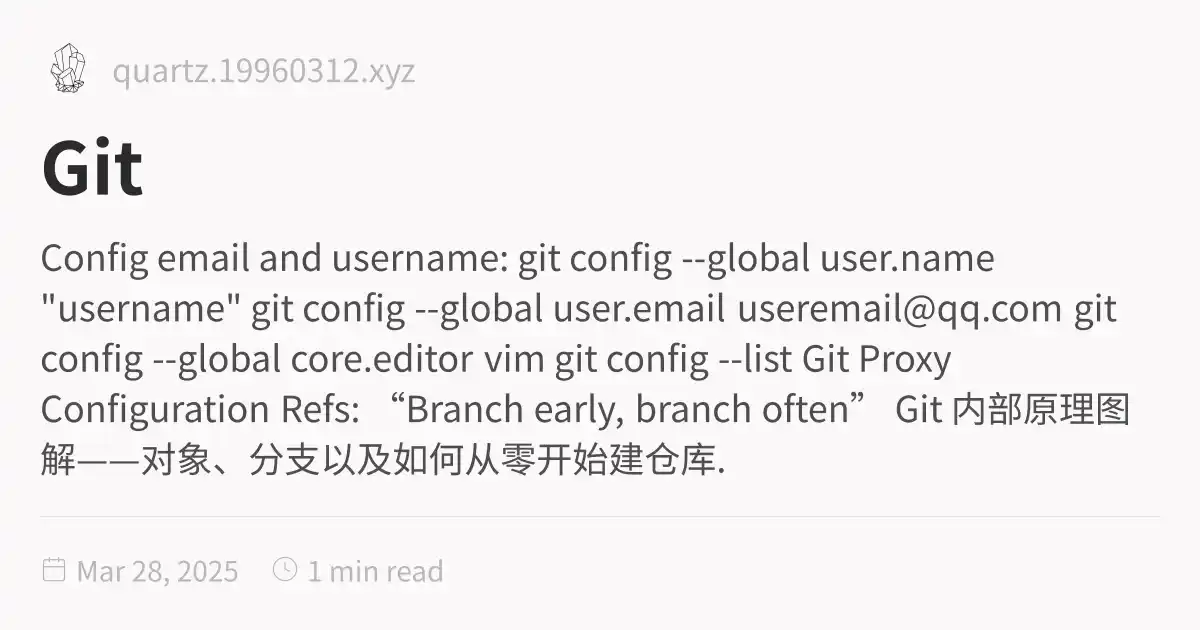 quartz.19960312.xyz
Git
Config email and username: git config --global user.name
"username" git config --global user.email useremail@qq.com git
config --global core.editor vim git config --list Git Proxy
Configuration Refs: “Branch early, branch often” Git 内部原理图
解——对象、分支以及如何从零开始建仓库.
Mar 28, 2025 1 min read